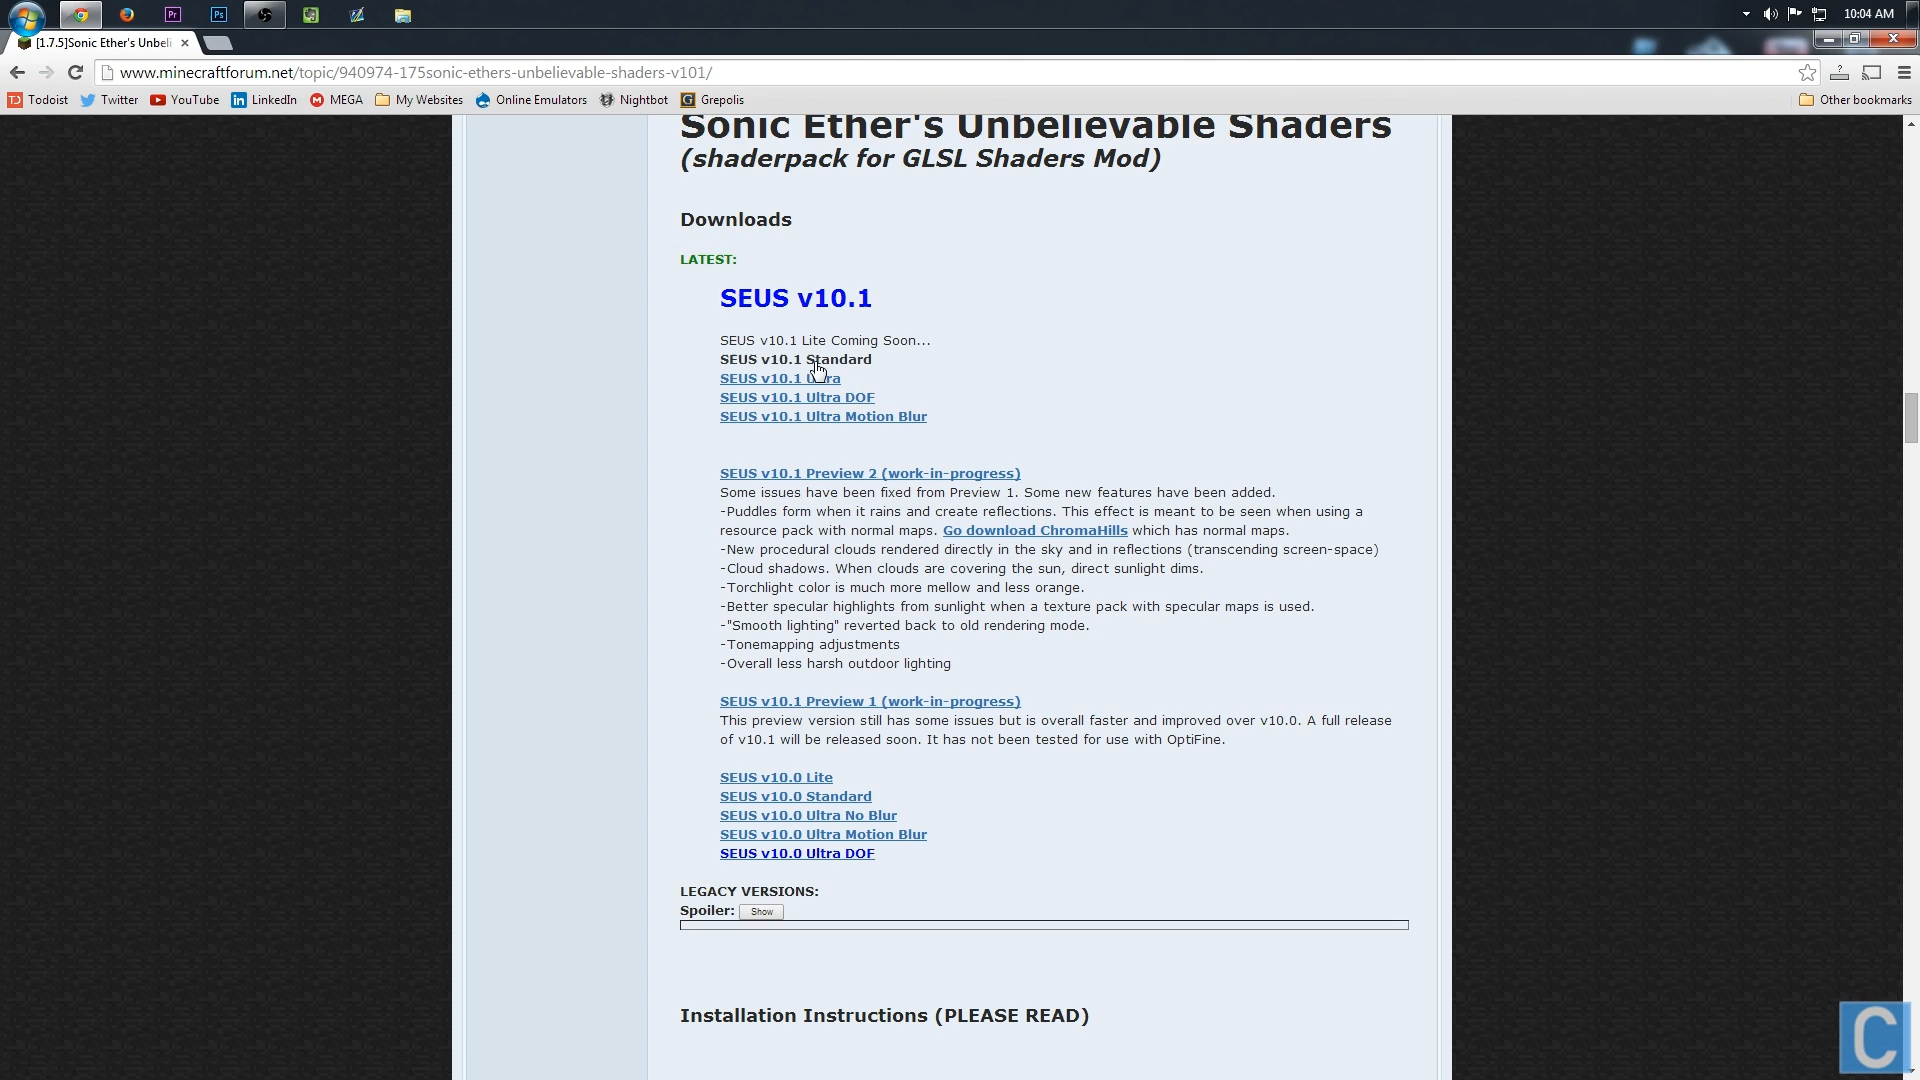 Pr
Ps
10:04 AM
[1.7.5]Sonic Ether's Unbeli
www.minecraftforum.net/topic/940974-175sonic-ethers-unbelievable-shaders-v101/
Todoist Twitter YouTube LinkedIn MEGA My Websites Online Emulators Nightbot Grepolis Other bookmarks
Sonic Ether's Unbelievable Shaders
(shaderpack for GLSL Shaders Mod)
Downloads
LATEST:
SEUS v10.1
SEUS v10.1 Lite Coming Soon...
SEUS v10.1 Standard
SEUS v10.1 Ultra
SEUS v10.1 Ultra DOF
SEUS v10.1 Ultra Motion Blur
SEUS v10.1 Preview 2 (work-in-progress)
Some issues have been fixed from Preview 1. Some new features have been added.
-Puddles form when it rains and create reflections. This effect is meant to be seen when using a
resource pack with normal maps. Go download ChromaHills which has normal maps.
-New procedural clouds rendered directly in the sky and in reflections (transcending screen-space)
-Cloud shadows. When clouds are covering the sun, direct sunlight dims.
-Torchlight color is much more mellow and less orange.
-Better specular highlights from sunlight when a texture pack with specular maps is used.
-"Smooth lighting" reverted back to old rendering mode.
-Tonemapping adjustments
-Overall less harsh outdoor lighting
SEUS v10.1 Preview 1 (work-in-progress)
This preview version still has some issues but is overall faster and improved over v10.0. A full release
of v10.1 will be released soon. It has not been tested for use with OptiFine.
SEUS v10.0 Lite
SEUS v10.0 Standard
SEUS v10.0 Ultra No Blur
SEUS v10.0 Ultra Motion Blur
SEUS v10.0 Ultra DOF
LEGACY VERSIONS:
Spoiler: Show
Installation Instructions (PLEASE READ)
C